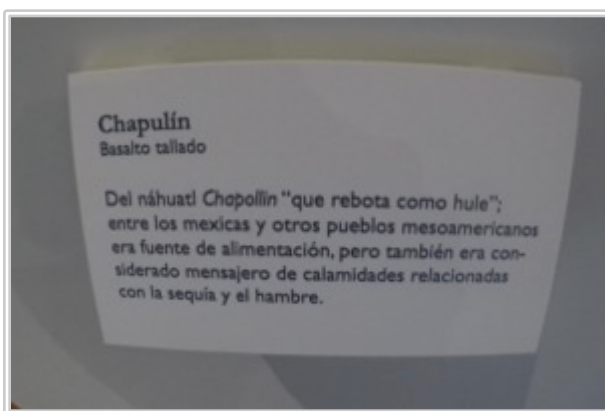 Chapulín
Basalto tallado
Del náhuatl Chapollin “que rebota como hule”;
entre los mexicas y otros pueblos mesoamericanos
era fuente de alimentación, pero también era con-
siderado mensajero de calamidades relacionadas
con la sequía y el hambre.